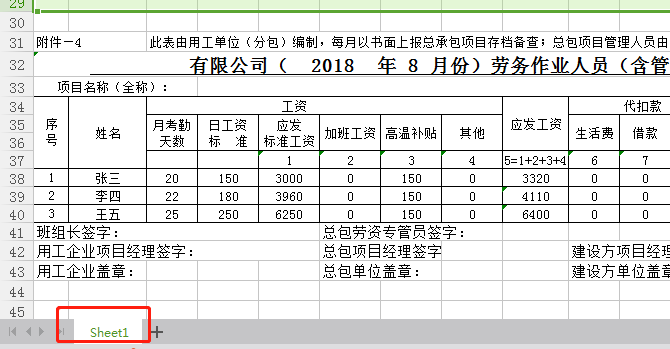 29
30
31 附件－4 此表由用工单位（分包）编制，每月以书面上报总承包项目存档备查；总包项目管理人员由
32 有限公司（ 2018 年 8 月份）劳务作业人员（含管
33 项目名称（全称）：
34 序号 姓名 工资 应发工资 代扣款
35 月考勤天数 日工资标 准 应发标准工资 加班工资 高温补贴 其他 生活费 借款
36
37 1 2 3 4 5=1+2+3+4 6 7
38 1 张三 20 150 3000 0 150 0 3320 0 0
39 2 李四 22 180 3960 0 150 0 4110 0 0
40 3 王五 25 250 6250 0 150 0 6400 0 0
41 班组长签字： 总包劳资专管员签字：
42 用工企业项目经理签字： 总包项目经理签字 建设方项目经理
43 用工企业盖章： 总包单位盖章： 建设方单位盖章：
44
45
Sheet1